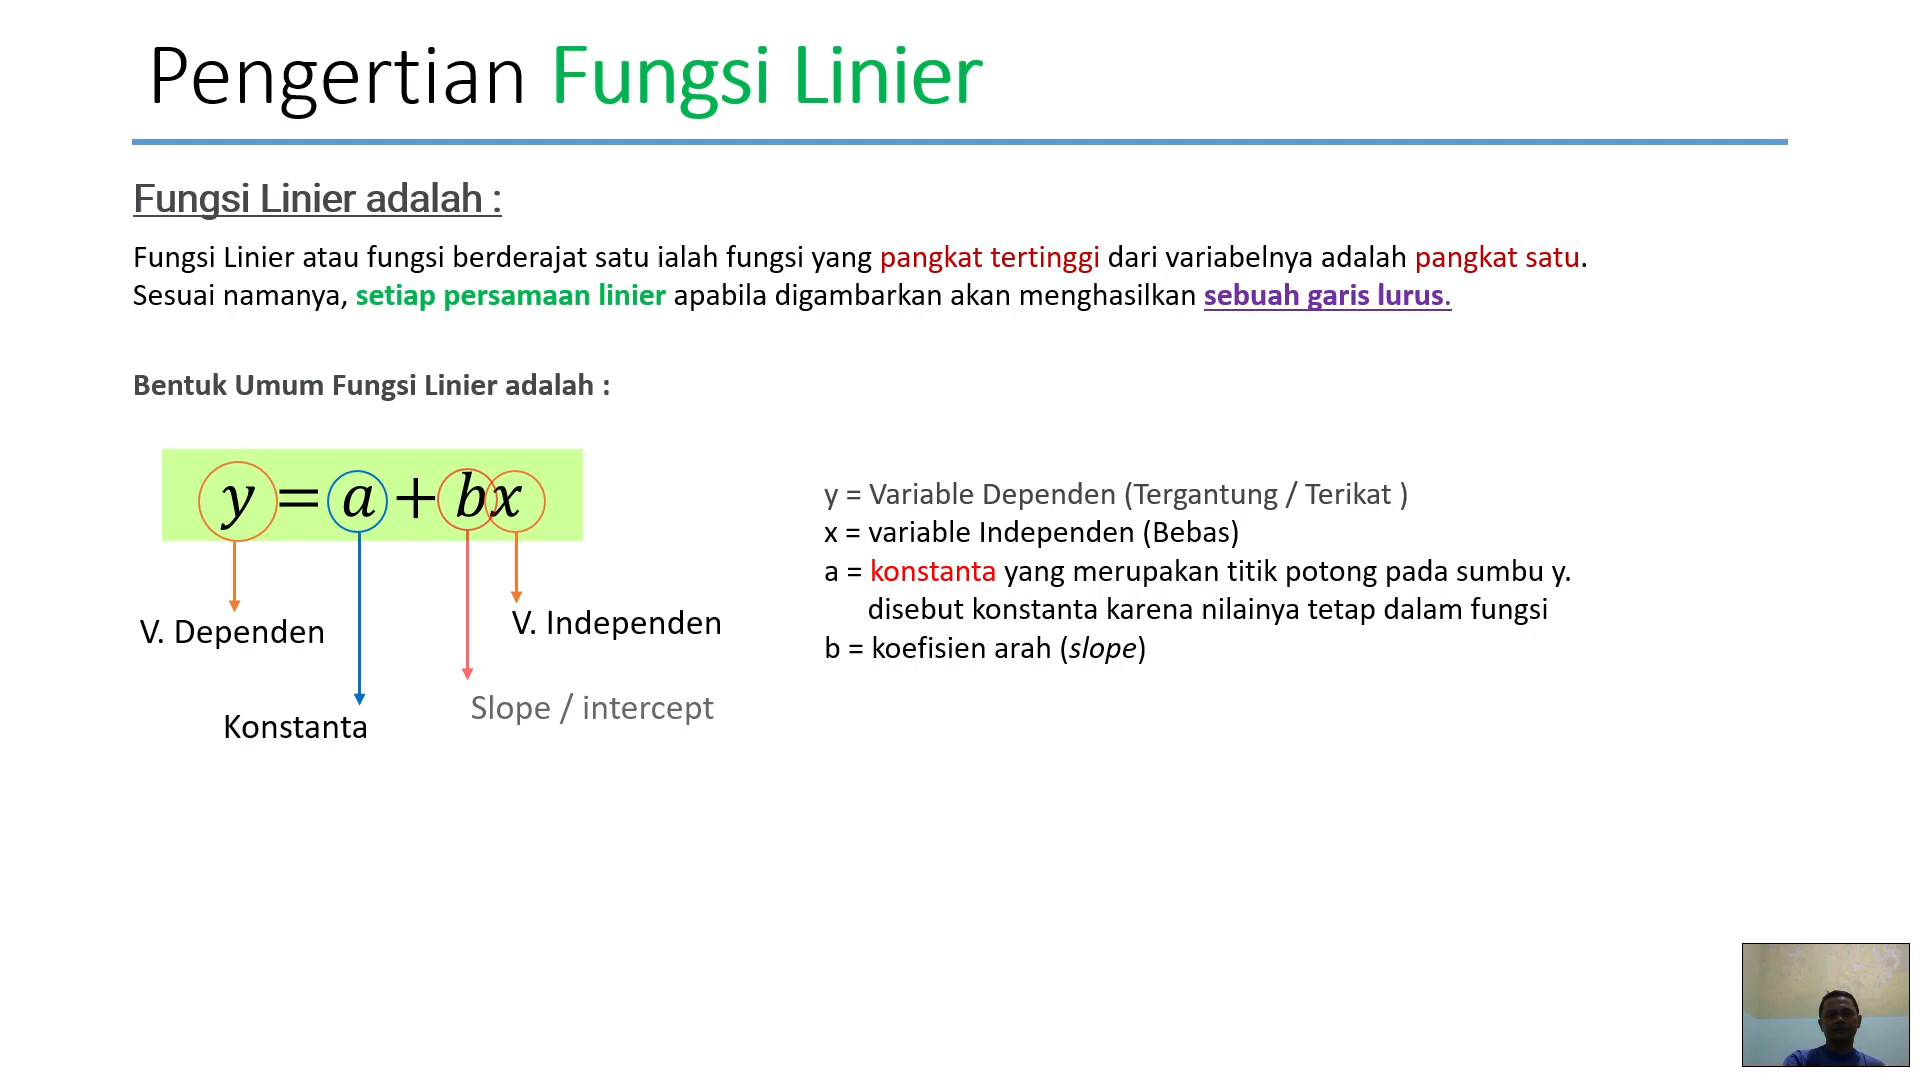 Pengertian Fungsi Linier
Fungsi Linier adalah :
Fungsi Linier atau fungsi berderajat satu ialah fungsi yang pangkat tertinggi dari variabelnya adalah pangkat satu.
Sesuai namanya, setiap persamaan linier apabila digambarkan akan menghasilkan sebuah garis lurus.
Bentuk Umum Fungsi Linier adalah :
y = a + bx
V. Dependen
V. Independen
Konstanta
Slope / intercept
y = Variable Dependen (Tergantung / Terikat )
x = variable Independen (Bebas)
a = konstanta yang merupakan titik potong pada sumbu y.
disebut konstanta karena nilainya tetap dalam fungsi
b = koefisien arah (slope)